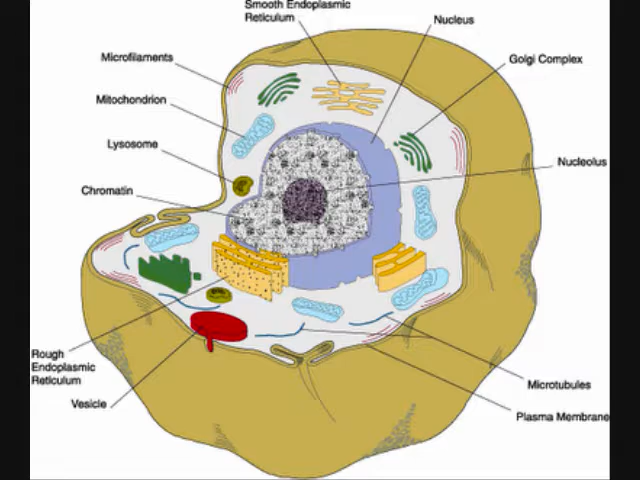 Smooth Endoplasmic
Reticulum
Nucleus
Microfilaments
Golgi Complex
Mitochondrion
Lysosome
Nucleolus
Chromatin
Rough
Endoplasmic
Reticulum
Microtubules
Vesicle
Plasma Membrane